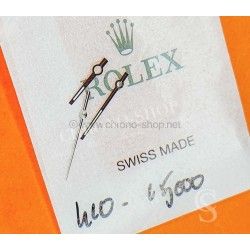 ROLEX
www.chrono-shop.net
SWISS MADE
410 - 15000